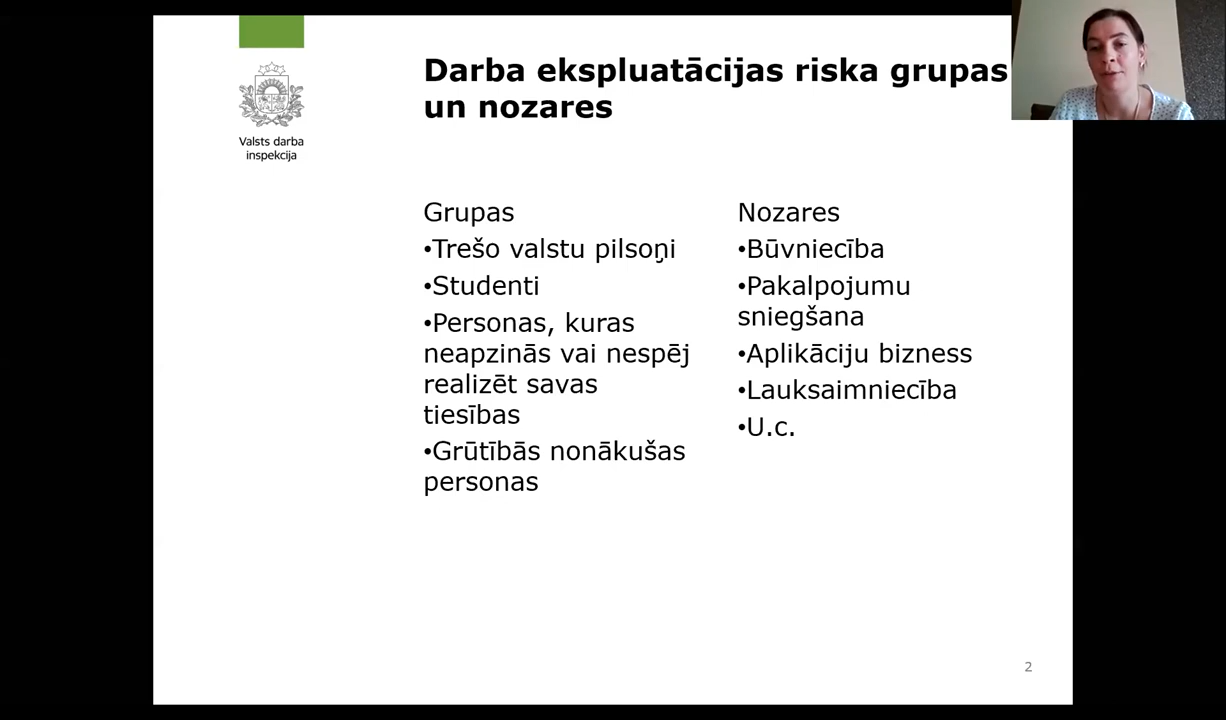 Valsts darba
inspekcija
Darba ekspluatācijas riska grupas
un nozares
Grupas
•Trešo valstu pilsoņi
•Studenti
•Personas, kuras
neapzinās vai nespēj
realizēt savas
tiesības
•Grūtībās nonākušas
personas
Nozares
•Būvniecība
•Pakalpojumu
sniegšana
•Aplikāciju bizness
•Lauksaimniecība
•U.c.
2